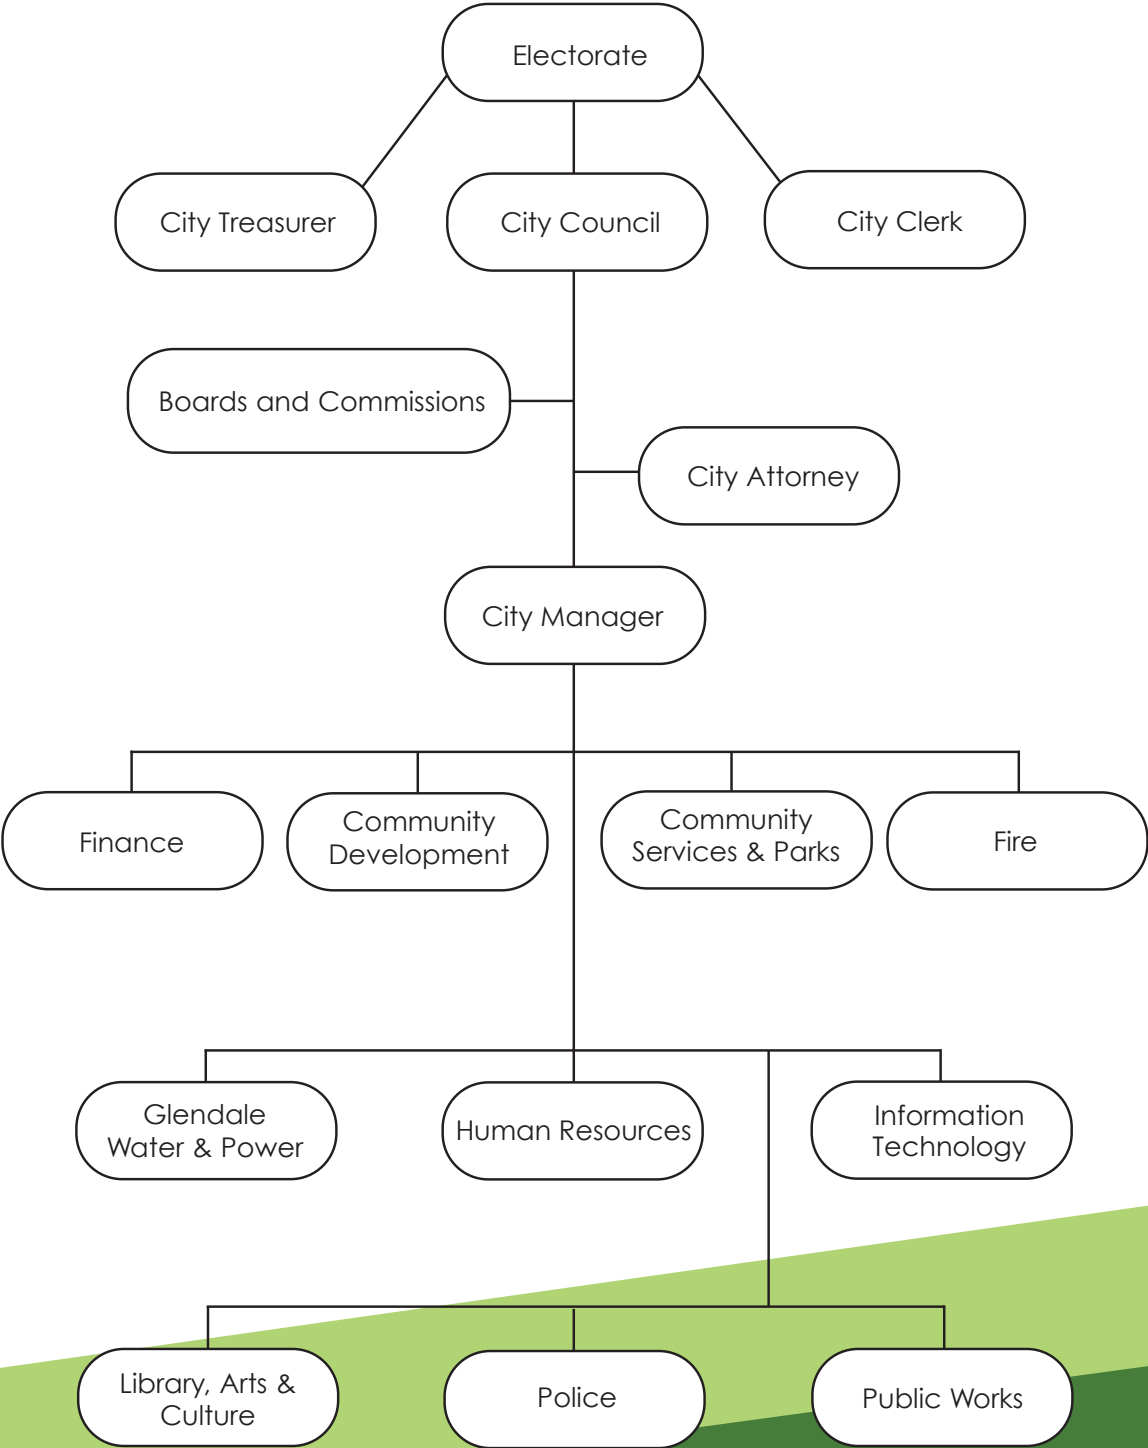 Electorate
City Treasurer
City Council
City Clerk
Boards and Commissions
City Attorney
City Manager
Finance
Community
Development
Community
Services & Parks
Fire
Glendale
Water & Power
Human Resources
Information
Technology
Library, Arts &
Culture
Police
Public Works